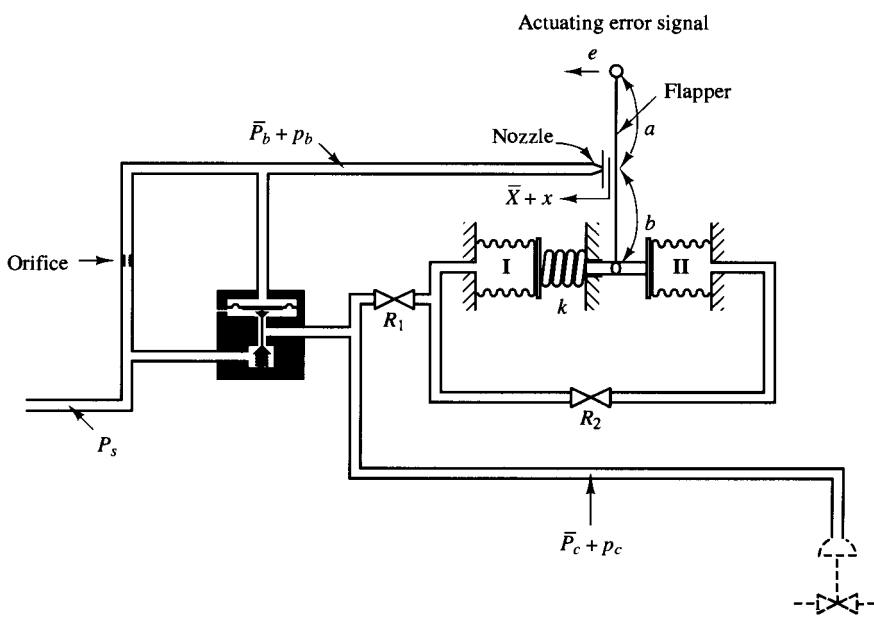 Actuating error signal
e
Flapper
a
P̄b + pb
Nozzle
X̄ + x
b
Orifice
I
II
k
R1
R2
Ps
P̄c + pc